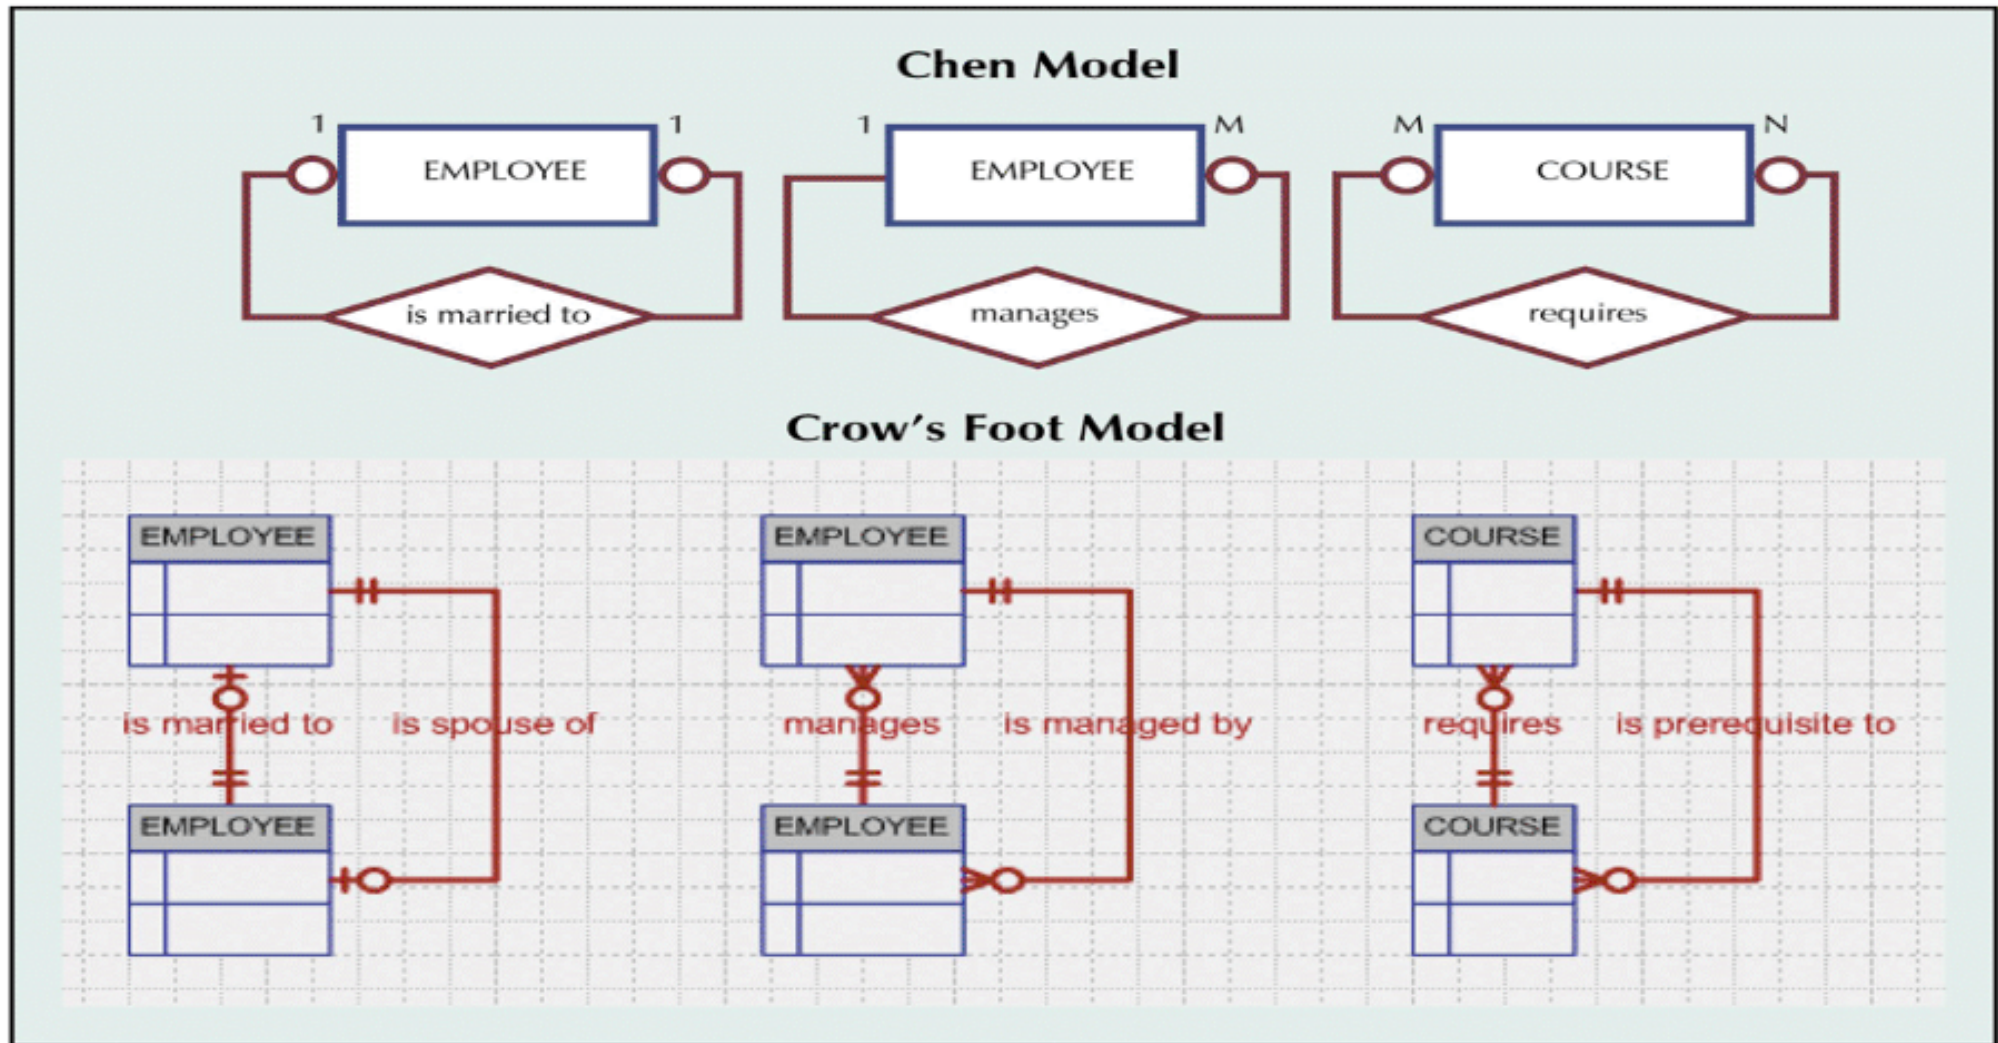 Chen Model
1 1 1 M M N
EMPLOYEE EMPLOYEE COURSE
is married to manages requires
Crow's Foot Model
EMPLOYEE EMPLOYEE COURSE
is married to is spouse of manages is managed by requires is prerequisite to
EMPLOYEE EMPLOYEE COURSE